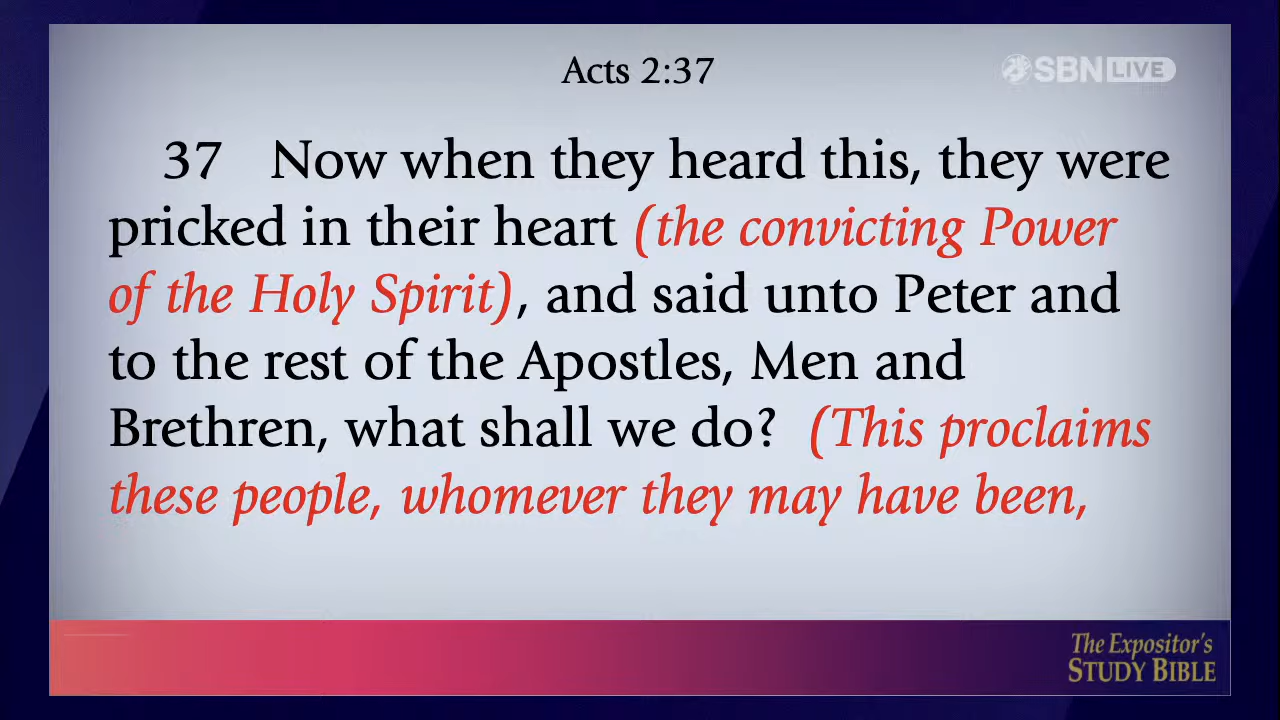 Acts 2:37
SBN LIVE
37 Now when they heard this, they were
pricked in their heart (the convicting Power
of the Holy Spirit), and said unto Peter and
to the rest of the Apostles, Men and
Brethren, what shall we do? (This proclaims
these people, whomever they may have been,
The Expositor's
STUDY BIBLE